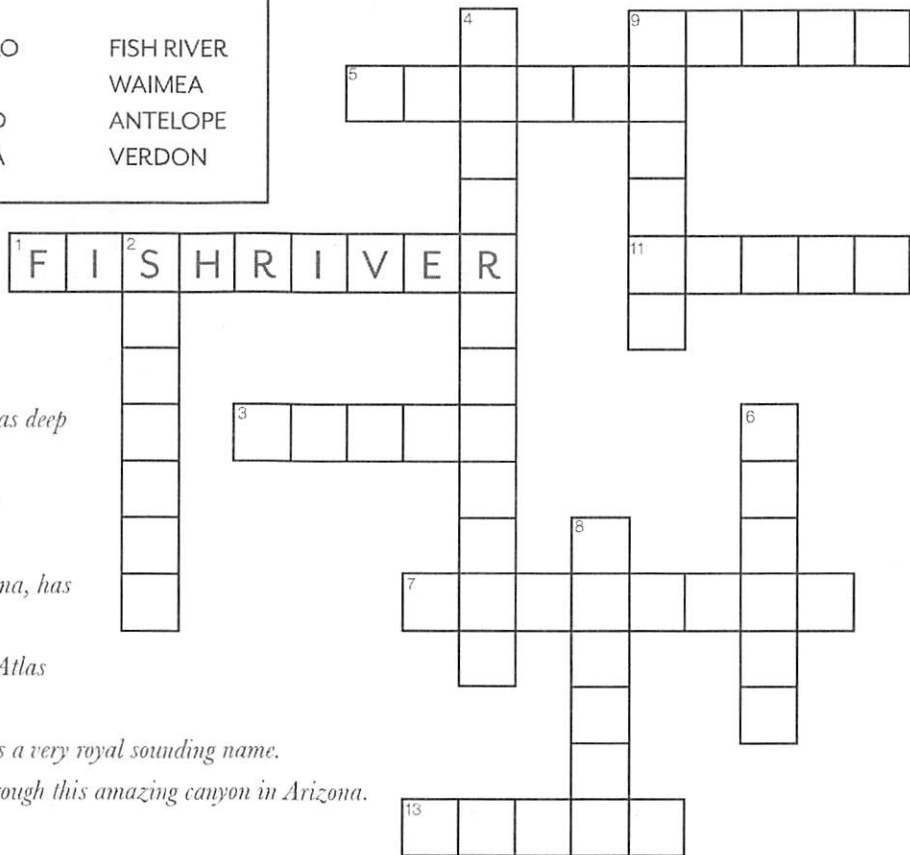 4 9
O FISH RIVER
5
WAIMEA
ANTELOPE
VERDON
1 F I 2 S H R I V E R 11
as deep
3 6
8
na, has
7
Atlas
s a very royal sounding name.
rough this amazing canyon in Arizona.
13